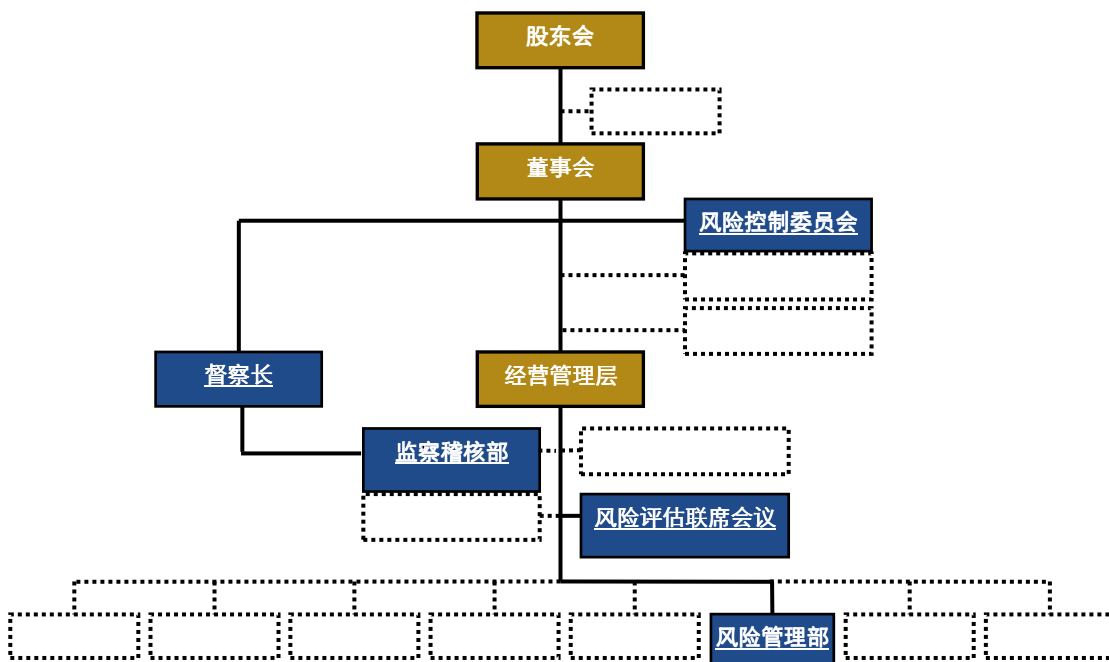 股东会
董事会
风险控制委员会
督察长
经营管理层
监察稽核部
风险评估联席会议
风险管理部